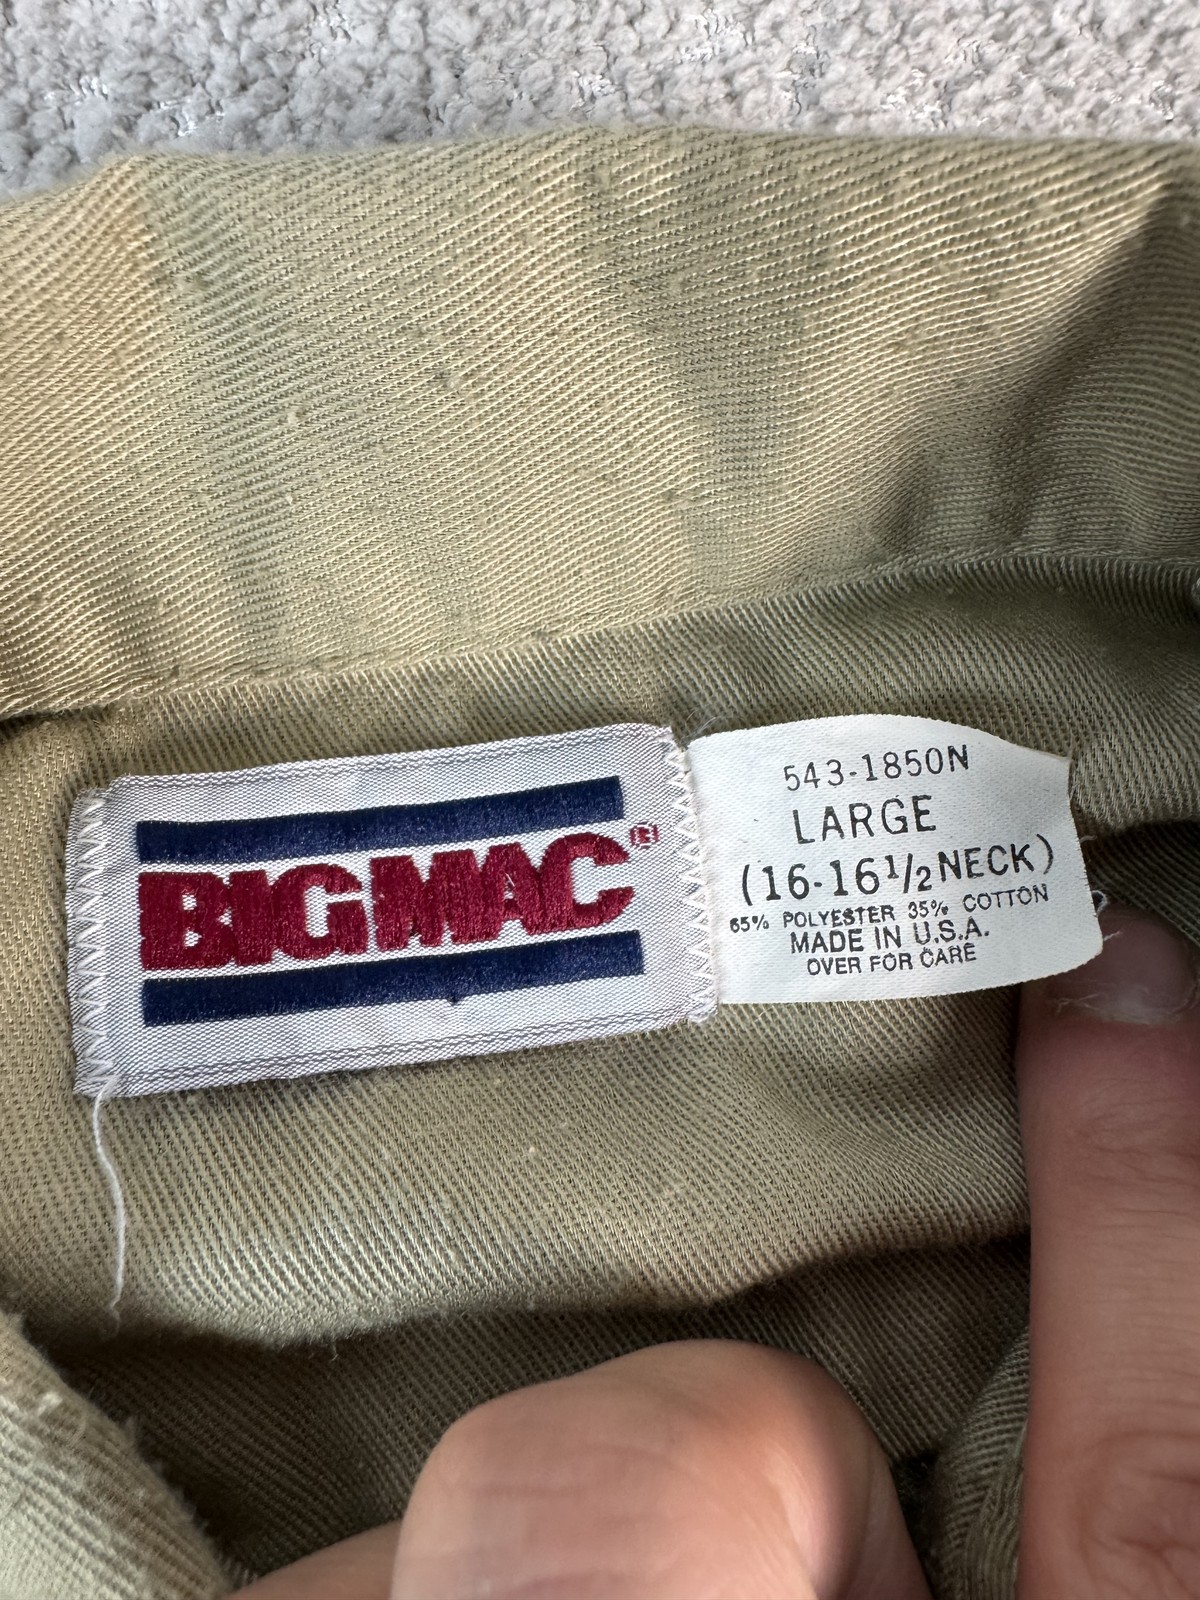 BIG MAC®
543-1850N
LARGE
(16-16½ NECK)
65% POLYESTER 35% COTTON
MADE IN U.S.A.
OVER FOR CARE